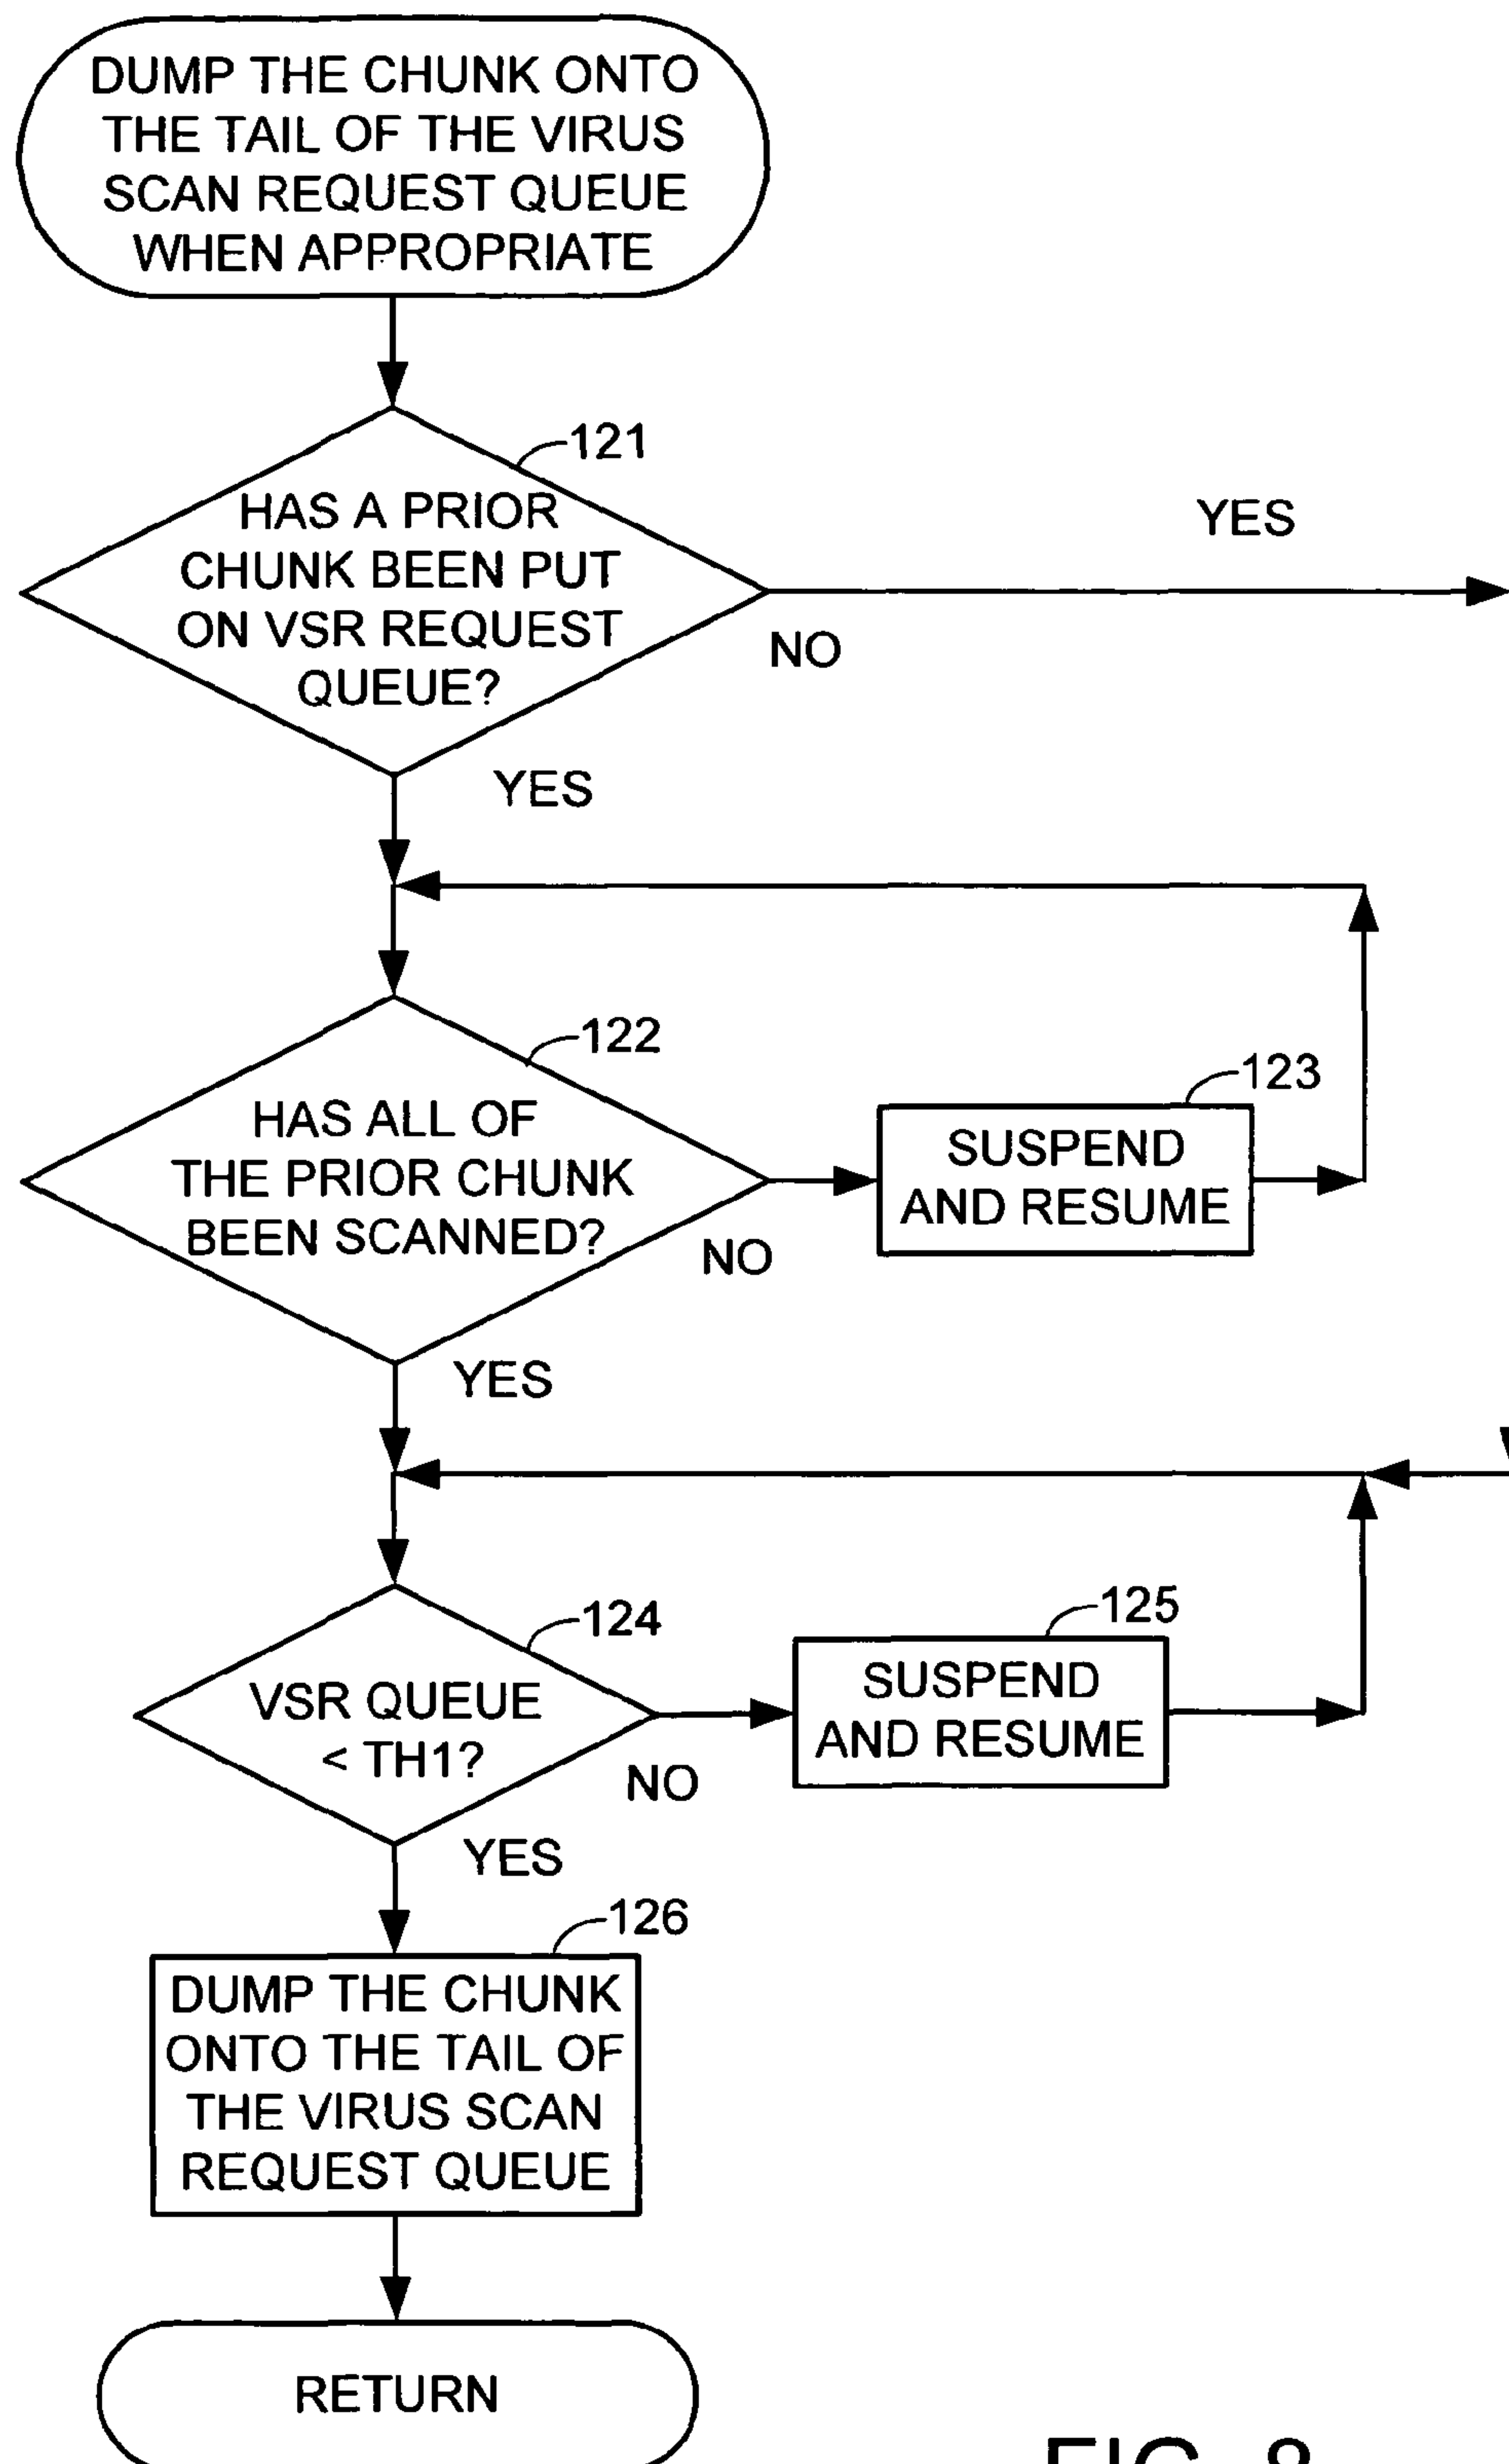 DUMP THE CHUNK ONTO
THE TAIL OF THE VIRUS
SCAN REQUEST QUEUE
WHEN APPROPRIATE
121
HAS A PRIOR
CHUNK BEEN PUT
ON VSR REQUEST
QUEUE?
YES
NO
YES
122
HAS ALL OF
THE PRIOR CHUNK
BEEN SCANNED?
NO
123
SUSPEND
AND RESUME
YES
124
VSR QUEUE
< TH1?
NO
125
SUSPEND
AND RESUME
YES
126
DUMP THE CHUNK
ONTO THE TAIL OF
THE VIRUS SCAN
REQUEST QUEUE
RETURN
FIG. 8